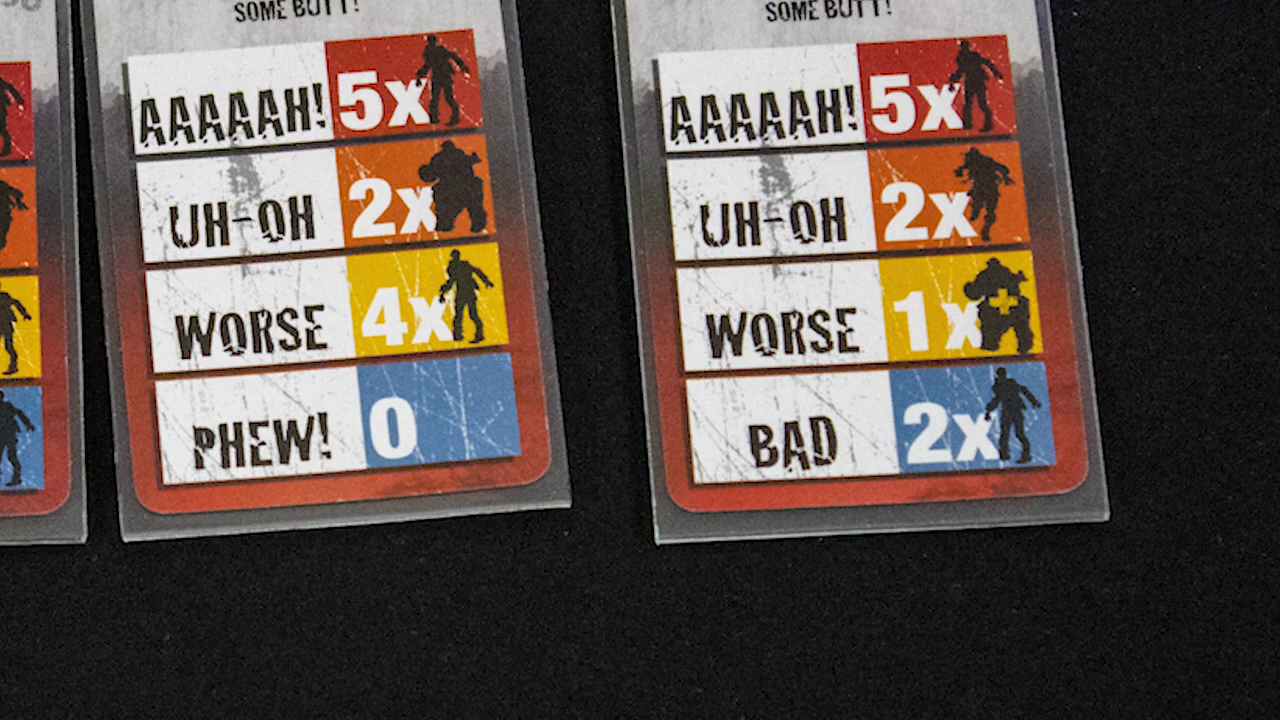 SOME BUTT!
AAAAAH! 5x
UH-OH 2x
WORSE 4x
PHEW! 0
SOME BUTT!
AAAAAH! 5x
UH-OH 2x
WORSE 1x
BAD 2x